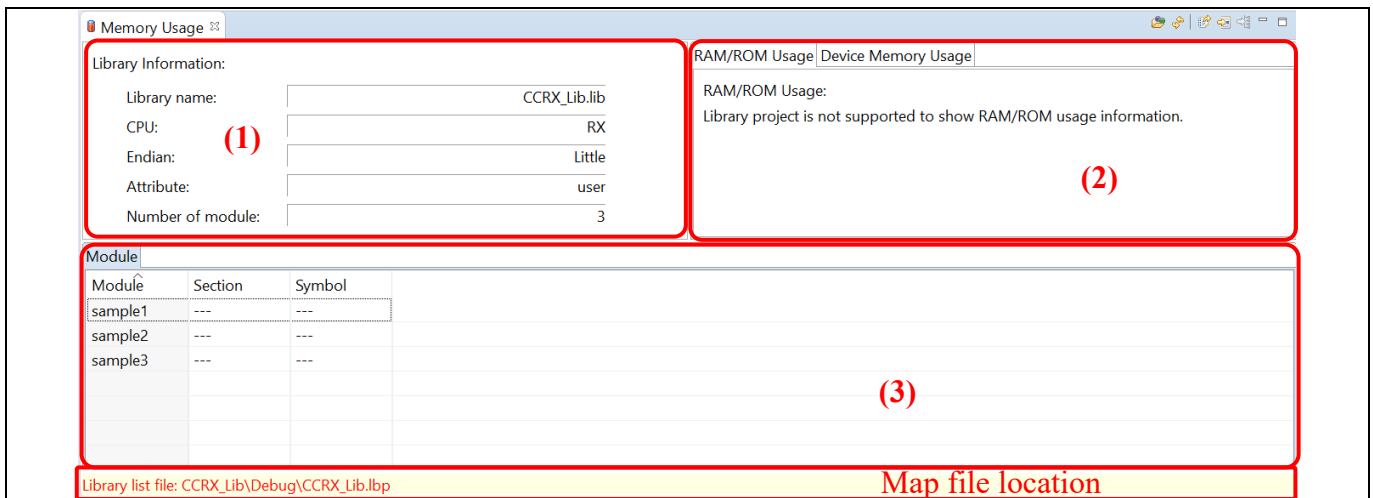 Memory Usage
Library Information:
Library name: CCRX_Lib.lib
CPU: RX
Endian: Little
Attribute: user
Number of module: 3
(1)
RAM/ROM Usage Device Memory Usage
RAM/ROM Usage:
Library project is not supported to show RAM/ROM usage information.
(2)
Module
Module Section Symbol
sample1 --- ---
sample2 --- ---
sample3 --- ---
(3)
Library list file: CCRX_Lib\Debug\CCRX_Lib.lbp
Map file location